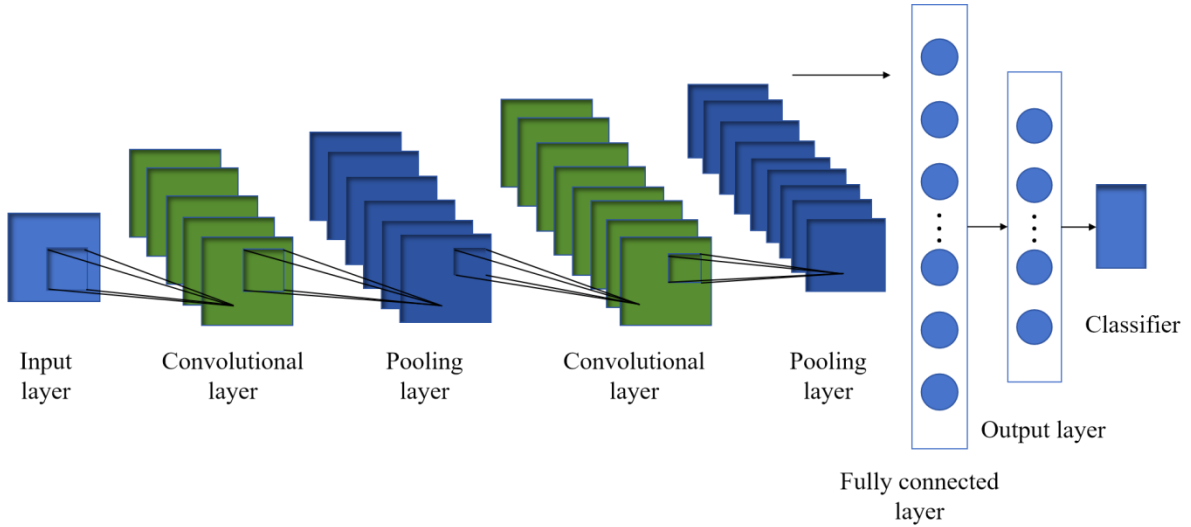 Input
layer
Convolutional
layer
Pooling
layer
Convolutional
layer
Pooling
layer
Fully connected
layer
Output layer
Classifier